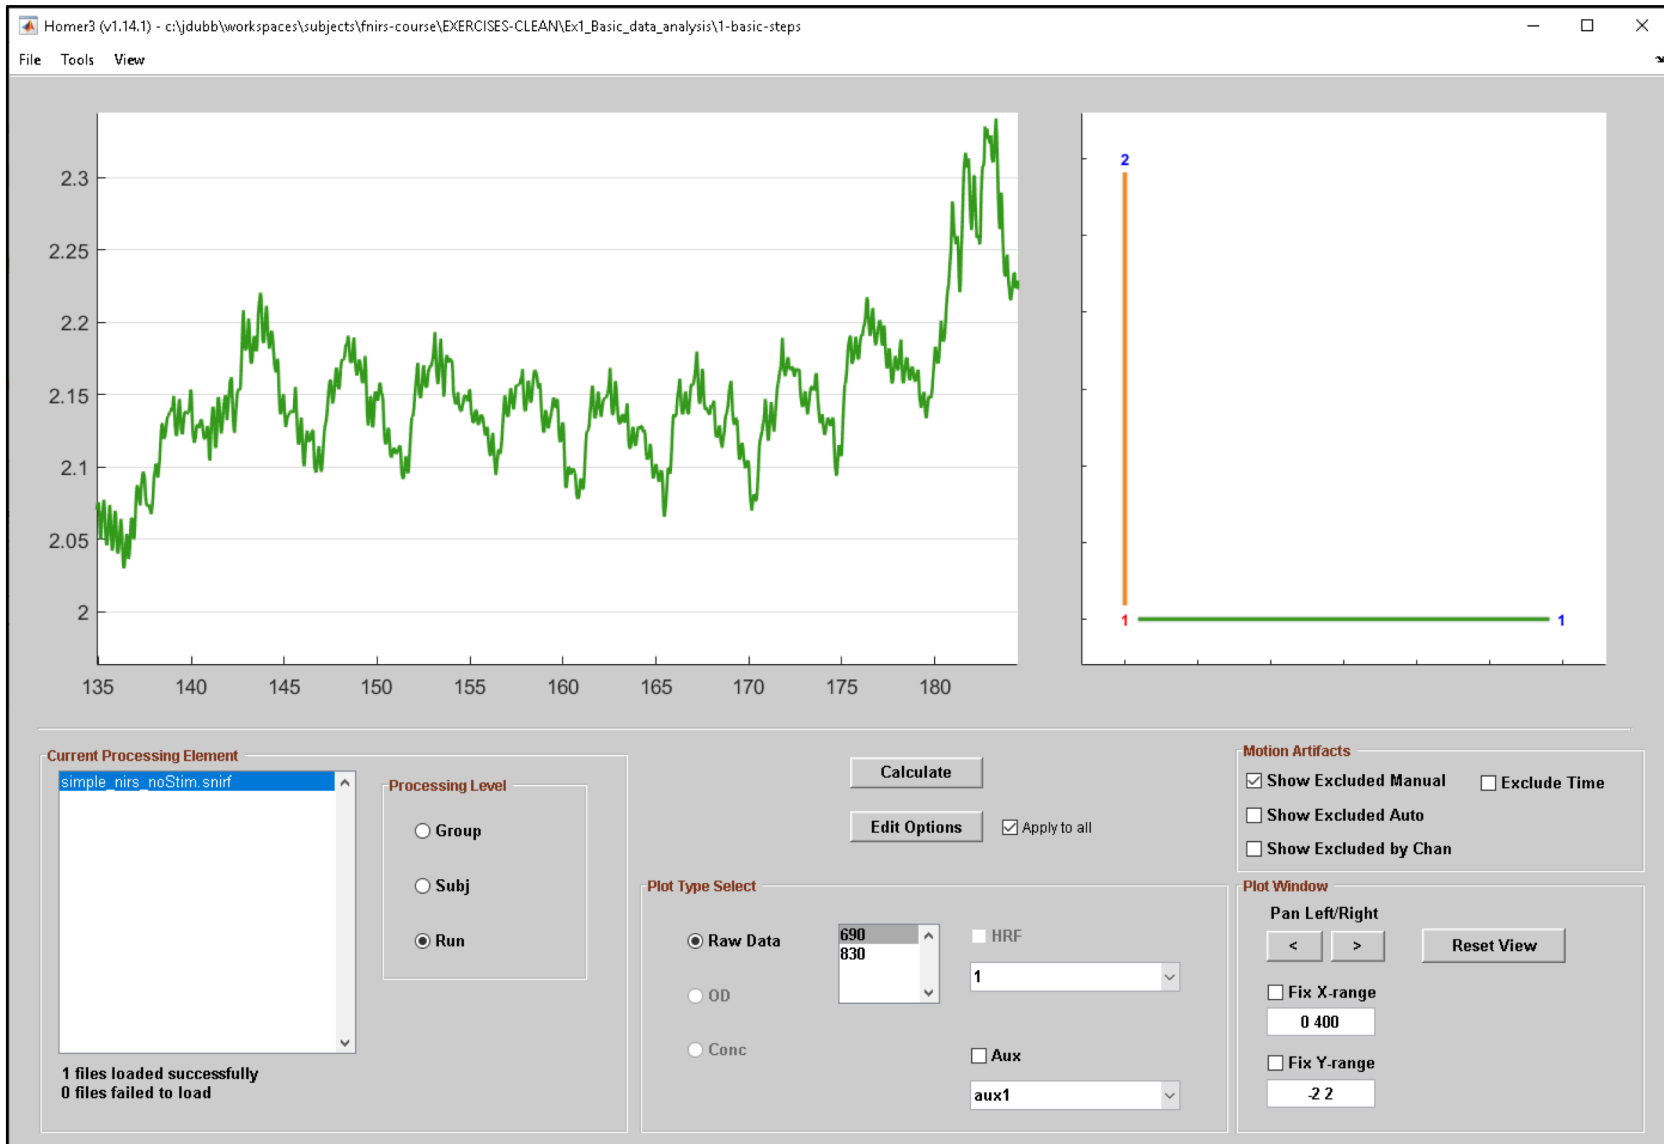 Homer3 (v1.14.1) - c:\jdubb\workspaces\subjects\fnirs-course\EXERCISES-CLEAN\Ex1_Basic_data_analysis\1-basic-steps
File Tools View
2.3
2.25
2.2
2.15
2.1
2.05
2
135 140 145 150 155 160 165 170 175 180
2
1 1
Current Processing Element
simple_nirs_noStim.snirf
1 files loaded successfully
0 files failed to load
Processing Level
Group
Subj
Run
Calculate
Edit Options Apply to all
Plot Type Select
Raw Data
OD
Conc
690
830
HRF
1
Aux
aux1
Motion Artifacts
Show Excluded Manual Exclude Time
Show Excluded Auto
Show Excluded by Chan
Plot Window
Pan Left/Right
< > Reset View
Fix X-range
0 400
Fix Y-range
-2 2